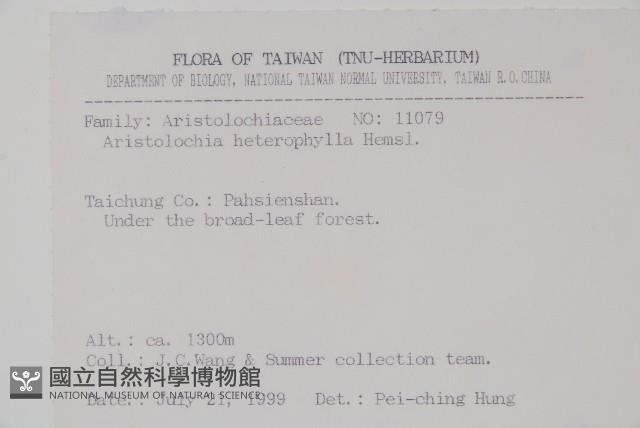 FLORA OF TAIWAN (TNU-HERBARIUM)
DEPARTMENT OF BIOLOGY, NATIONAL TAIWAN NORMAL UNIVERSITY, TAIWAN R.O.CHINA
Family: Aristolochiaceae NO: 11079
Aristolochia heterophylla Hemsl.
Taichung Co.: Pahsienshan.
Under the broad-leaf forest.
Alt.: ca. 1300m
Coll.: J.C.Wang & Summer collection team.
國立自然科學博物館
NATIONAL MUSEUM OF NATURAL SCIENCE
Date.: July 21, 1999 Det.: Pei-ching Hung